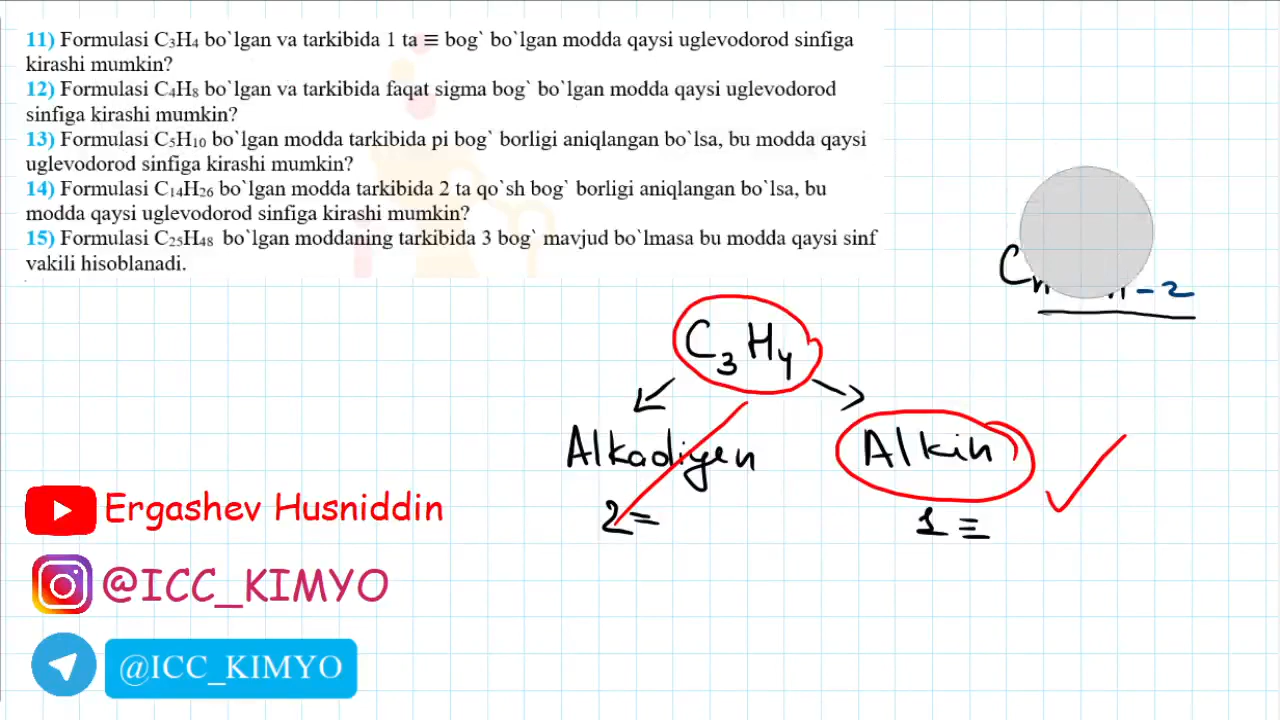 11) Formulasi C₃H₄ bo`lgan va tarkibida 1 ta ≡ bog` bo`lgan modda qaysi uglevodorod sinfiga
kirashi mumkin?
12) Formulasi C₄H₈ bo`lgan va tarkibida faqat sigma bog` bo`lgan modda qaysi uglevodorod
sinfiga kirashi mumkin?
13) Formulasi C₅H₁₀ bo`lgan modda tarkibida pi bog` borligi aniqlangan bo`lsa, bu modda qaysi
uglevodorod sinfiga kirashi mumkin?
14) Formulasi C₁₄H₂₆ bo`lgan modda tarkibida 2 ta qo`sh bog` borligi aniqlangan bo`lsa, bu
modda qaysi uglevodorod sinfiga kirashi mumkin?
15) Formulasi C₂₅H₄₈ bo`lgan moddaning tarkibida 3 bog` mavjud bo`lmasa bu modda qaysi sinf
vakili hisoblanadi.
-2
C₃H₄
Alkadiyen Alkin
2= 1≡
Ergashev Husniddin
@ICC_KIMYO
@ICC_KIMYO